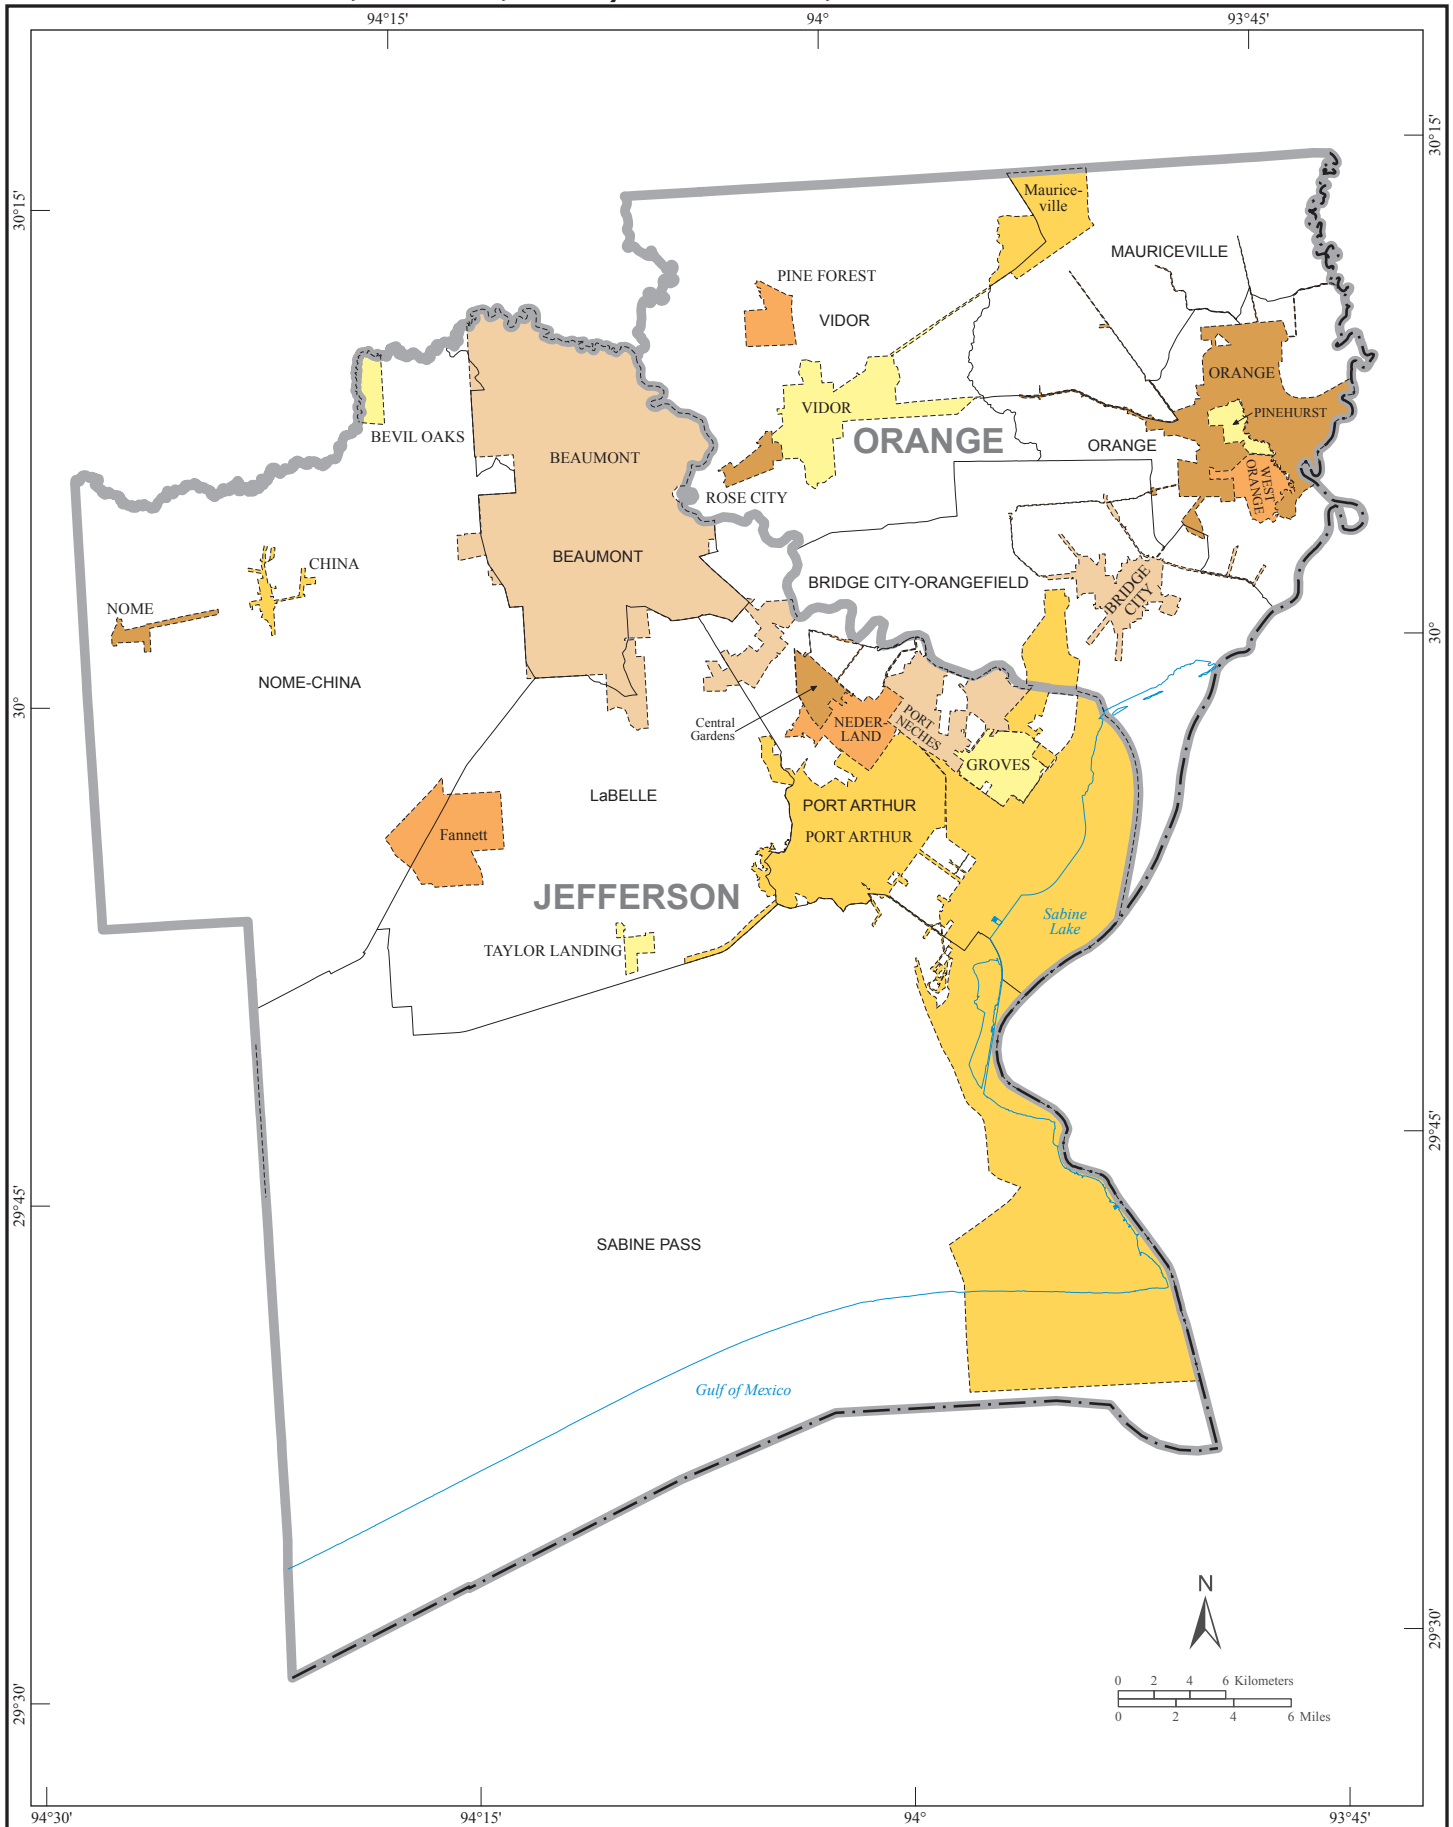 94°15'
94°
93°45'
30°15'
30°15'
Maurice-
ville
MAURICEVILLE
PINE FOREST
VIDOR
ORANGE
VIDOR
PINEHURST
ORANGE
ORANGE
BEVIL OAKS
BEAUMONT
WEST
ORANGE
ROSE CITY
BEAUMONT
CHINA
BRIDGE CITY-ORANGEFIELD
BRIDGE
CITY
NOME
30°
NOME-CHINA
30°
Central
Gardens
NEDER-
LAND
PORT
NECHES
GROVES
LaBELLE
PORT ARTHUR
Fannett
PORT ARTHUR
JEFFERSON
Sabine
Lake
TAYLOR LANDING
29°45'
29°45'
SABINE PASS
Gulf of Mexico
N
29°30'
0 2 4 6 Kilometers
0 2 4 6 Miles
29°30'
94°30'
94°15'
94°
93°45'